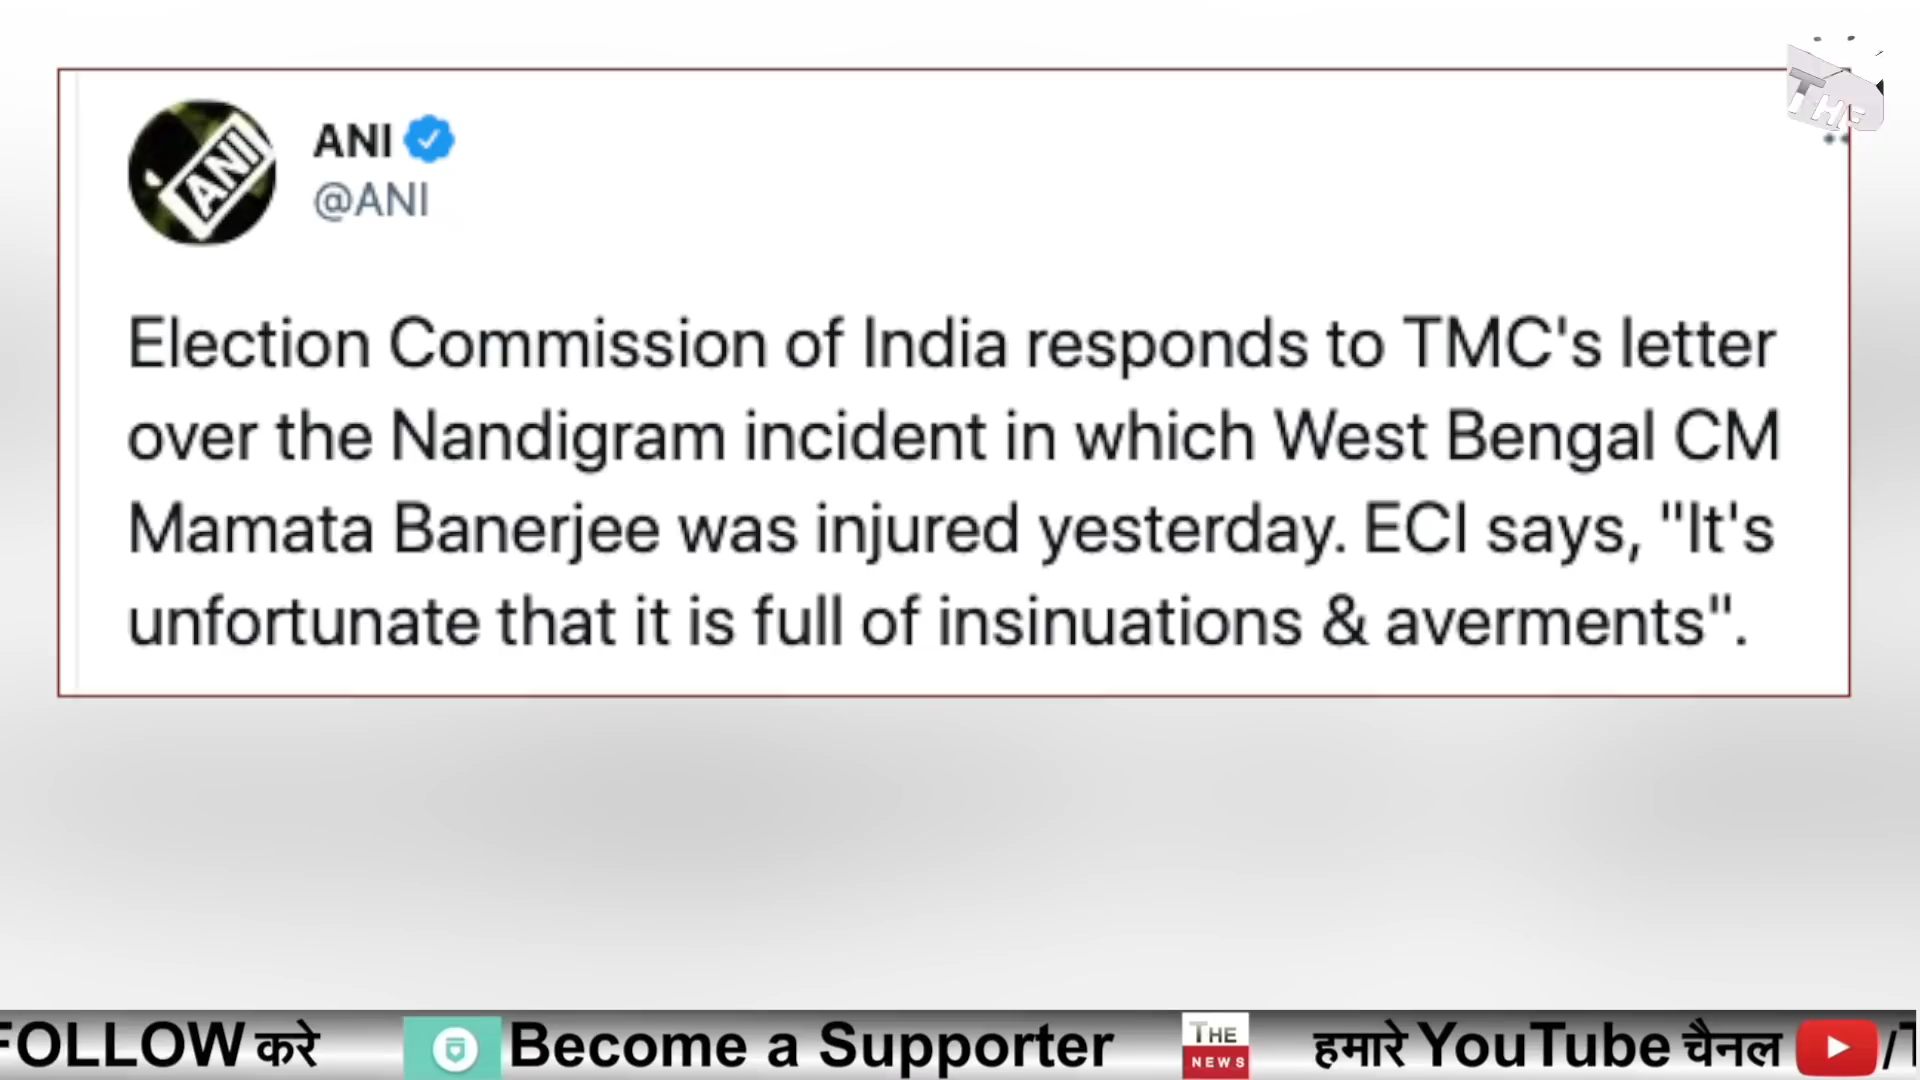 ANI
ANI
@ANI
THE
Election Commission of India responds to TMC's letter
over the Nandigram incident in which West Bengal CM
Mamata Banerjee was injured yesterday. ECI says, "It's
unfortunate that it is full of insinuations & averments".
FOLLOW करे Become a Supporter THE NEWS हमारे YouTube चैनल